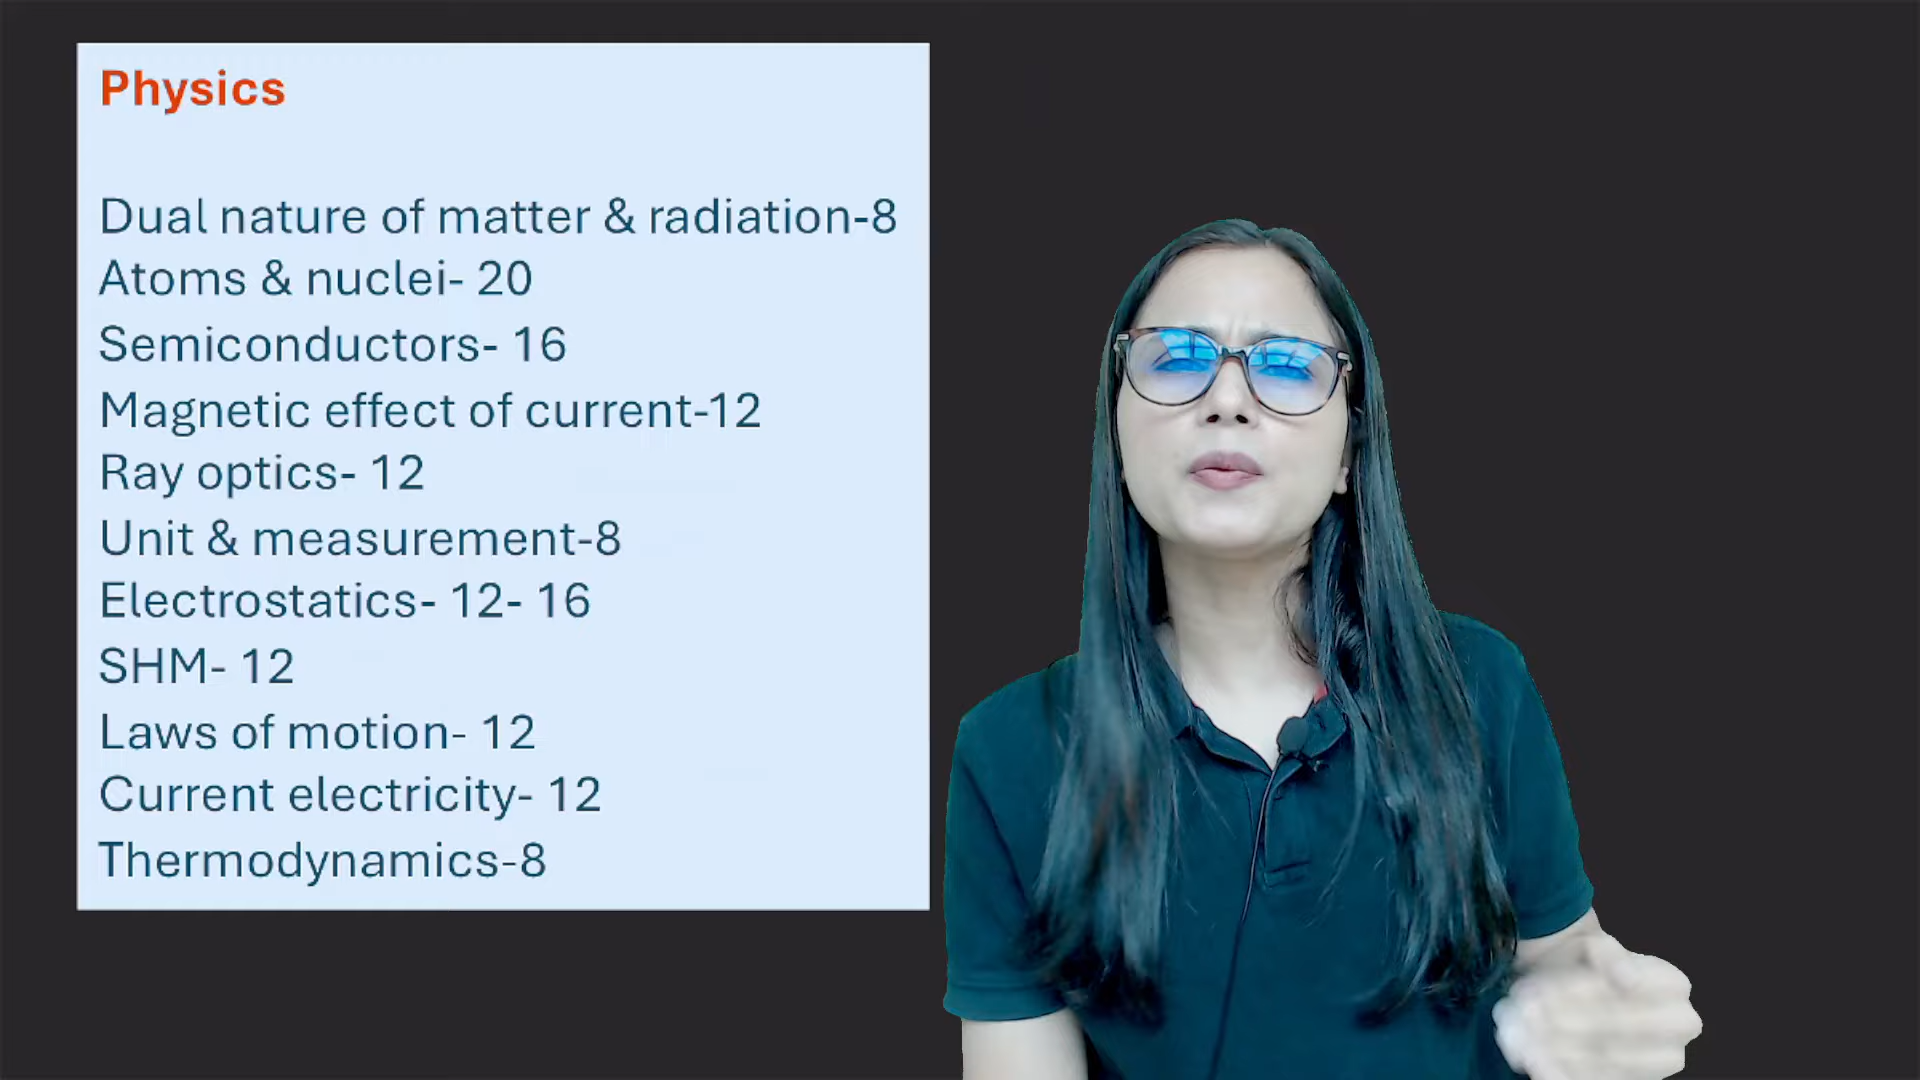 Physics
Dual nature of matter & radiation-8
Atoms & nuclei- 20
Semiconductors- 16
Magnetic effect of current-12
Ray optics- 12
Unit & measurement-8
Electrostatics- 12- 16
SHM- 12
Laws of motion- 12
Current electricity- 12
Thermodynamics-8